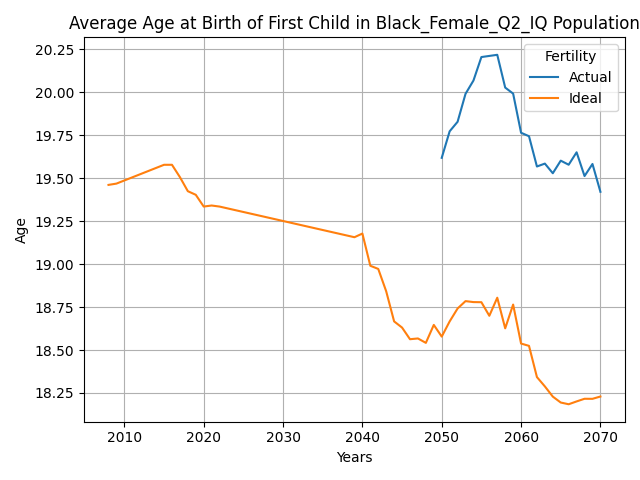 Average Age at Birth of First Child in Black_Female_Q2_IQ Population
Fertility
Actual
Ideal
20.25
20.00
19.75
19.50
19.25
19.00
18.75
18.50
18.25
Age
2010 2020 2030 2040 2050 2060 2070
Years